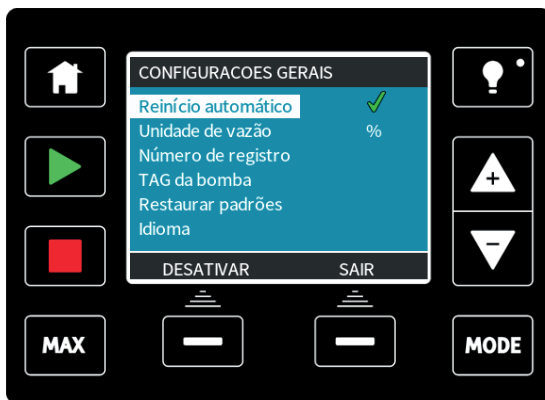 CONFIGURACOES GERAIS
Reinício automático
Unidade de vazão %
Número de registro
TAG da bomba
Restaurar padrões
Idioma
DESATIVAR SAIR
+
-
MAX
MODE